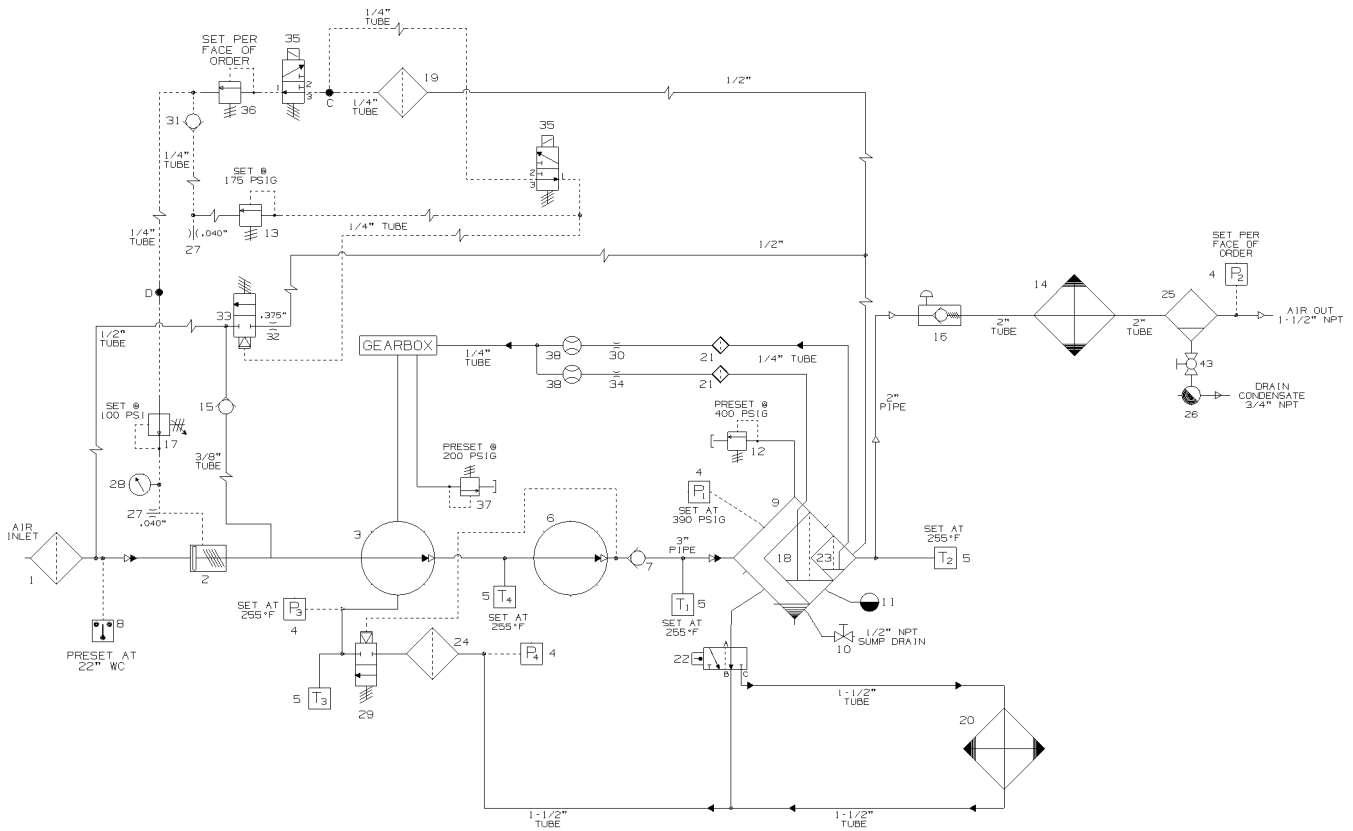 1/4"
TUBE
SET PER
FACE OF
ORDER
35
2
1
3
36
C
1/4"
TUBE
19
1/2"
31
1/4"
TUBE
35
2
3
1
SET @
175 PSIG
1/4"
TUBE
(.040"
27
13
1/4" TUBE
1/2"
D
33
.375"
32
1/2"
TUBE
GEARBOX
1/4"
TUBE
38
30
21
1/4" TUBE
38
34
21
SET PER
FACE OF
ORDER
4
P2
14
25
AIR OUT
1-1/2" NPT
16
2"
TUBE
2"
TUBE
43
DRAIN
CONDENSATE
3/4" NPT
26
SET @
100 PSI
17
15
3/8"
TUBE
PRESET @
200 PSIG
37
PRESET @
400 PSIG
12
2"
PIPE
28
27
.040"
4
P1
SET AT
390 PSIG
AIR
INLET
1
2
3
6
7
3"
PIPE
9
18
23
SET AT
255°F
T2
5
8
PRESET AT
22" WC
SET AT
255°F
P3
4
5
T4
SET AT
255°F
T1
5
SET AT
255°F
11
10
1/2" NPT
SUMP DRAIN
5
T3
29
24
P4
4
22
A
B
C
1-1/2"
TUBE
20
1-1/2"
TUBE
1-1/2"
TUBE